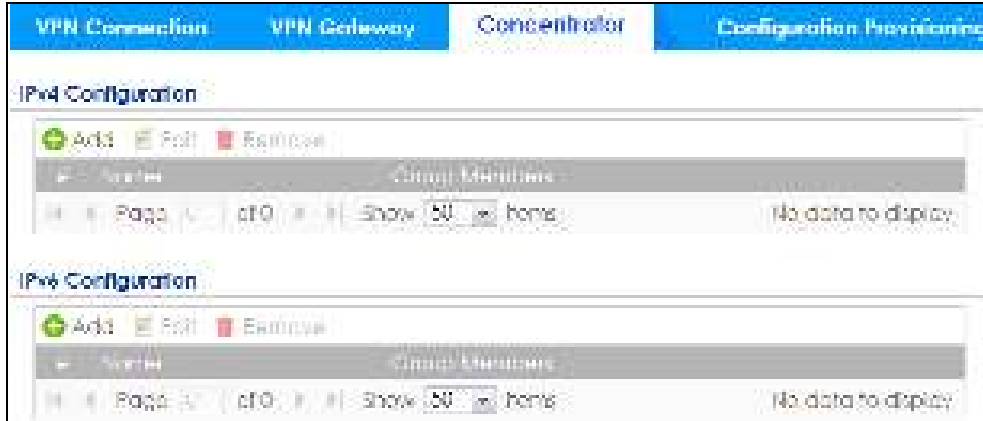 VPN Connection VPN Gateway Concentrator Configuration Provisioning
IPv4 Configuration
Add Edit Remove
# Name Group Members
Page of 0 Show 50 items No data to display
IPv6 Configuration
Add Edit Remove
# Name Group Members
Page of 0 Show 50 items No data to display